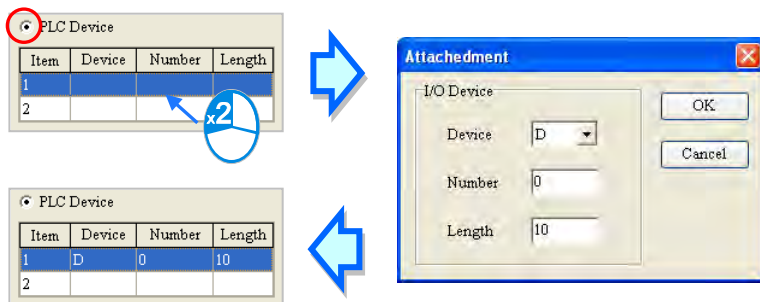 PLC Device
Item Device Number Length
1
2
x2
Attachedment
I/O Device
Device D
Number 0
Length 10
OK
Cancel
PLC Device
Item Device Number Length
1 D 0 10
2